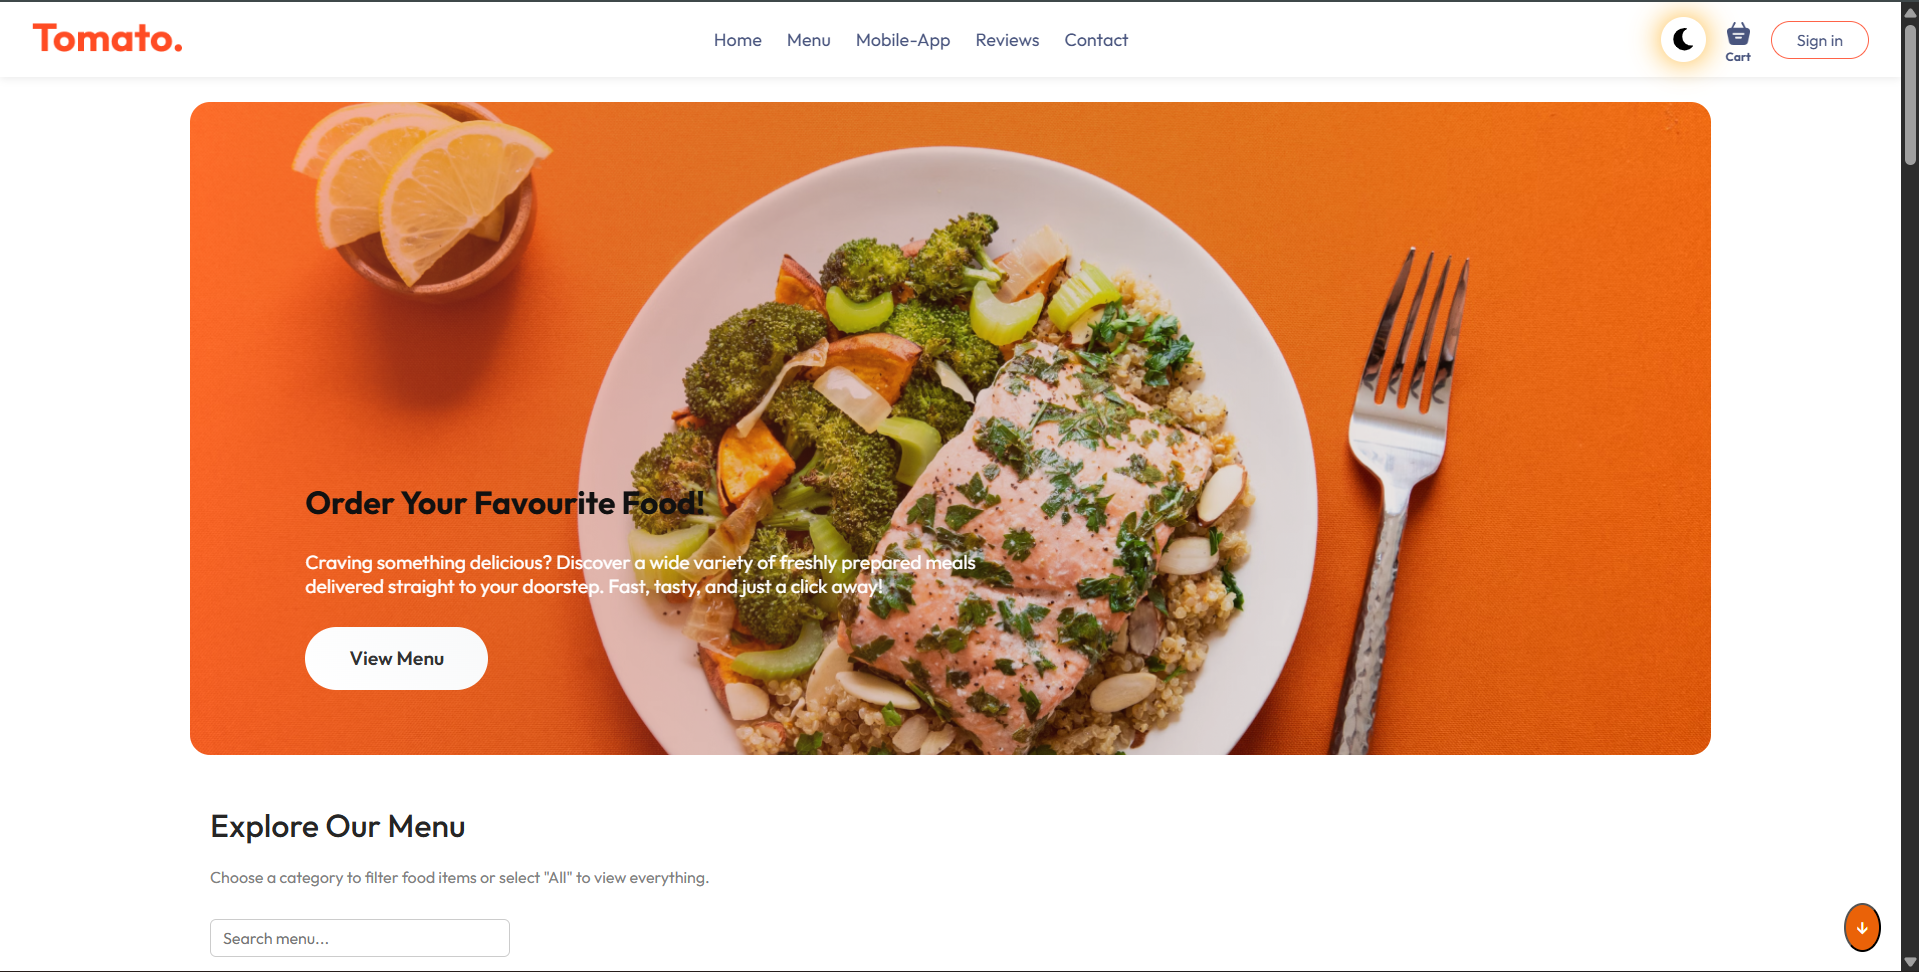 Tomato.
Home Menu Mobile-App Reviews Contact
Cart
Sign in
Order Your Favourite Food!
Craving something delicious? Discover a wide variety of freshly prepared meals
delivered straight to your doorstep. Fast, tasty, and just a click away!
View Menu
Explore Our Menu
Choose a category to filter food items or select "All" to view everything.
Search menu...